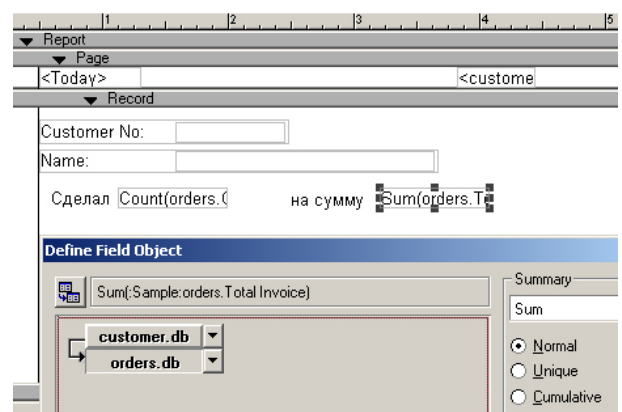 1 2 3 4 5
Report
Page
<Today> <custome
Record
Customer No:
Name:
Сделал Count(orders.( на сумму Sum(orders.To
Define Field Object
Sum(:Sample:orders.Total Invoice)
Summary
Sum
customer.db
orders.db
Normal
Unique
Cumulative